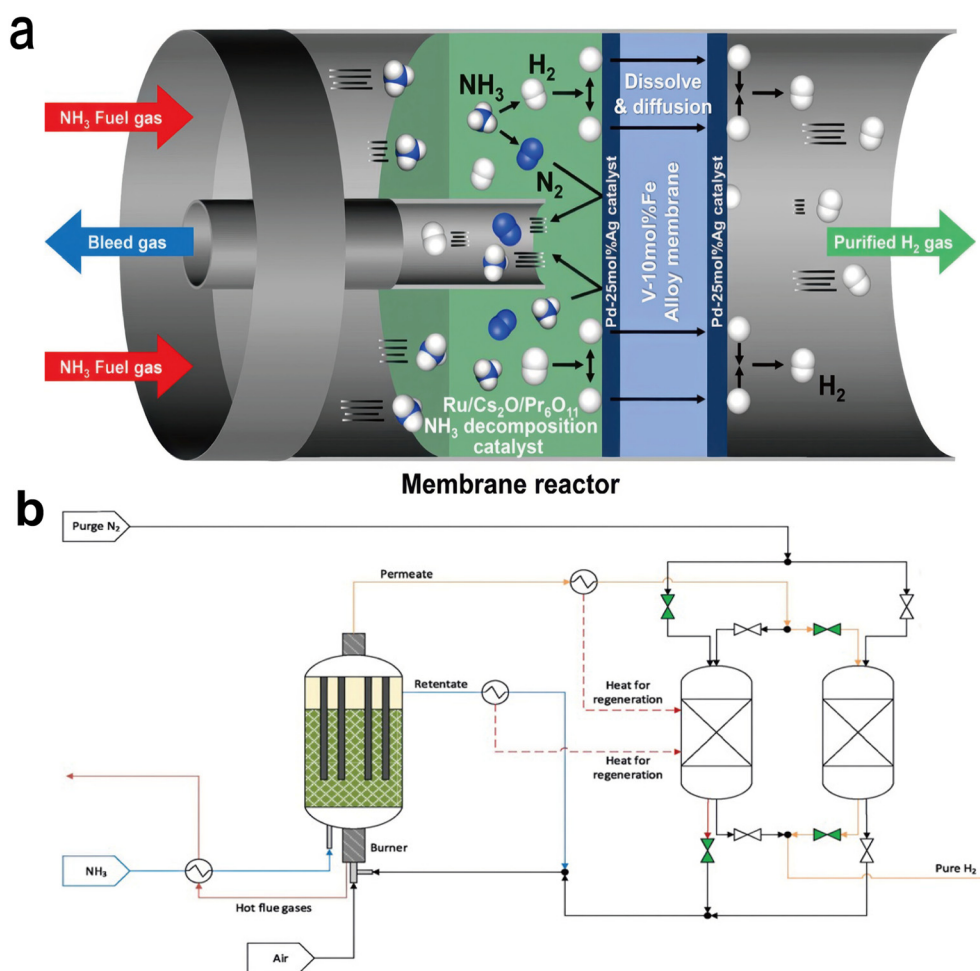 a
NH₃ Fuel gas
Bleed gas
NH₃ Fuel gas
NH₃
H₂
N₂
Ru/Cs₂O/Pr₆O₁₁
NH₃ decomposition
catalyst
Pd-25mol%Ag catalyst
Dissolve
& diffusion
V-10mol%Fe
Alloy membrane
Pd-25mol%Ag catalyst
Purified H₂ gas
H₂
Membrane reactor
b
Purge N₂
Permeate
Retentate
Heat for
regeneration
Heat for
regeneration
Burner
NH₃
Hot flue gases
Air
Pure H₂